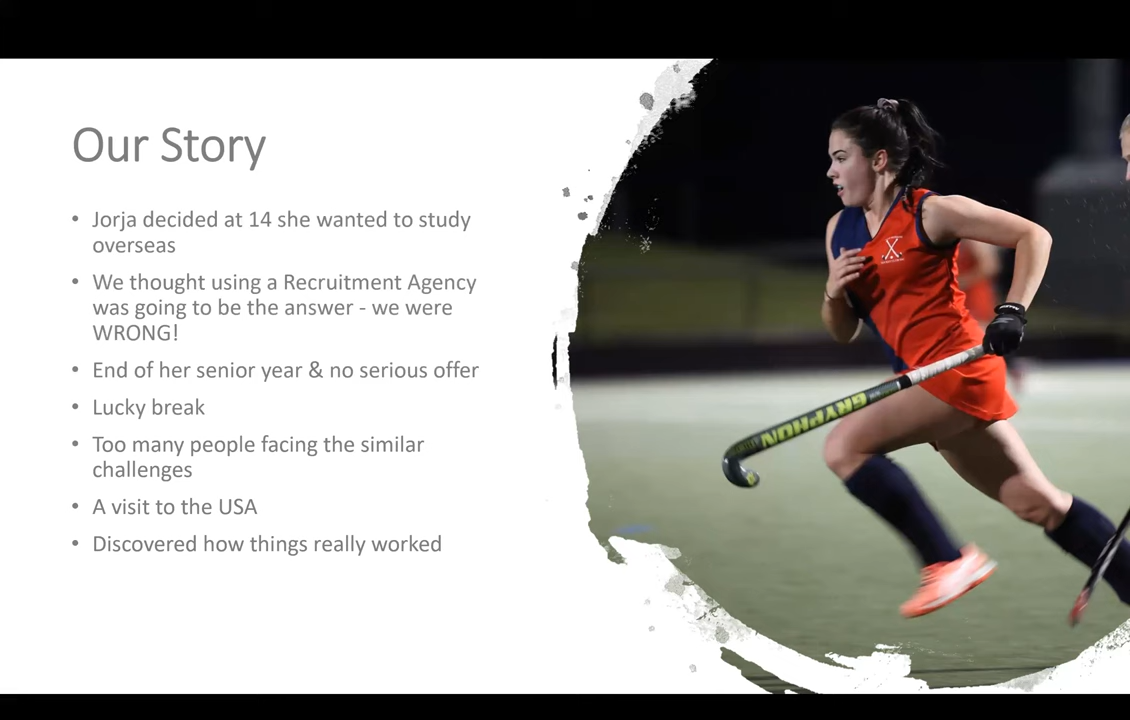 Our Story
• Jorja decided at 14 she wanted to study
overseas
• We thought using a Recruitment Agency
was going to be the answer - we were
WRONG!
• End of her senior year & no serious offer
• Lucky break
• Too many people facing the similar
challenges
• A visit to the USA
• Discovered how things really worked
GRYPHON